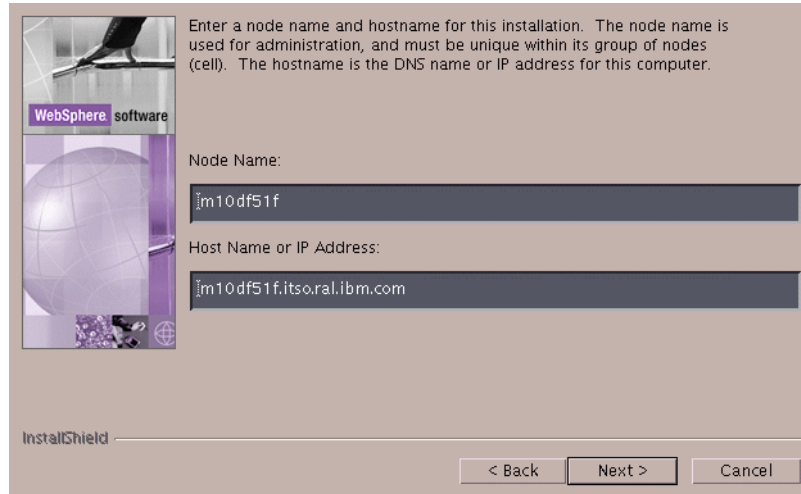 Enter a node name and hostname for this installation. The node name is
used for administration, and must be unique within its group of nodes
(cell). The hostname is the DNS name or IP address for this computer.
WebSphere software
Node Name:
m10df51f
Host Name or IP Address:
m10df51f.itso.ral.ibm.com
InstallShield
< Back Next > Cancel